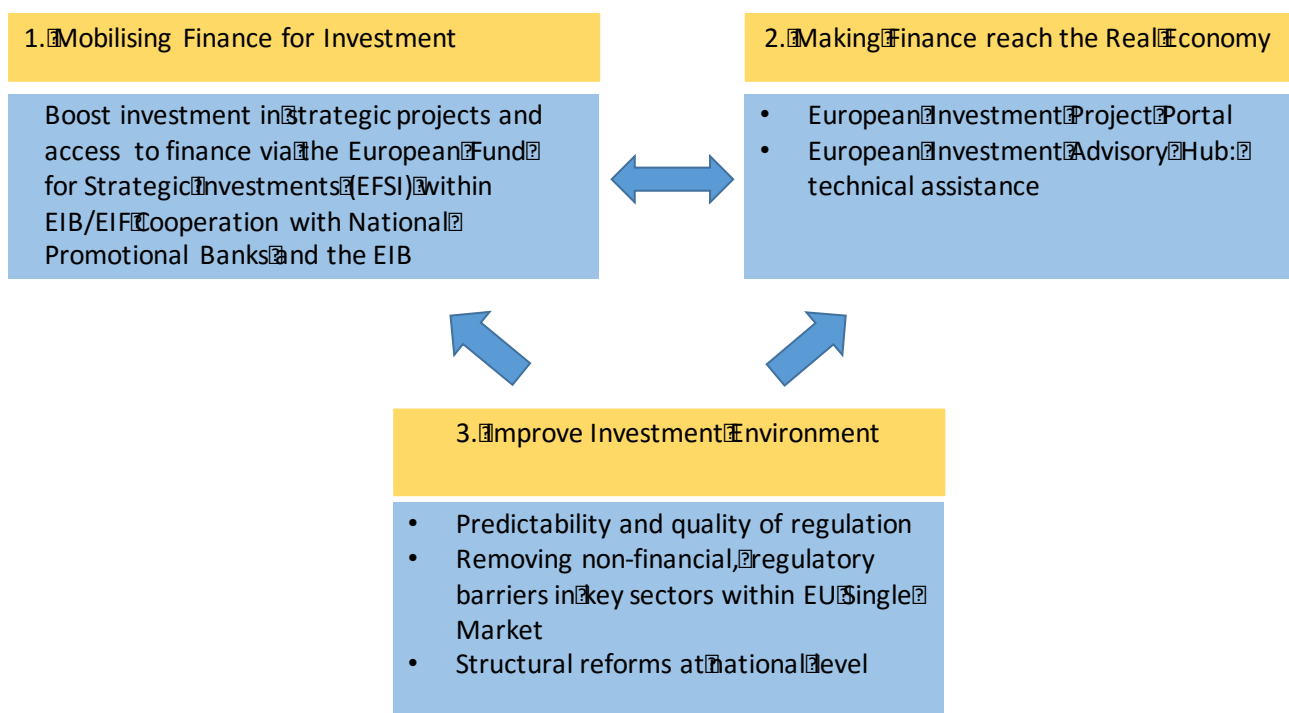 1. Mobilising Finance for Investment
Boost investment in strategic projects and
access to finance via the European Fund
for Strategic Investments (EFSI) within
EIB/EIF Cooperation with National
Promotional Banks and the EIB
2. Making Finance reach the Real Economy
• European Investment Project Portal
• European Investment Advisory Hub:
technical assistance
3. Improve Investment Environment
• Predictability and quality of regulation
• Removing non-financial, regulatory
barriers in key sectors within EU Single
Market
• Structural reforms at national level